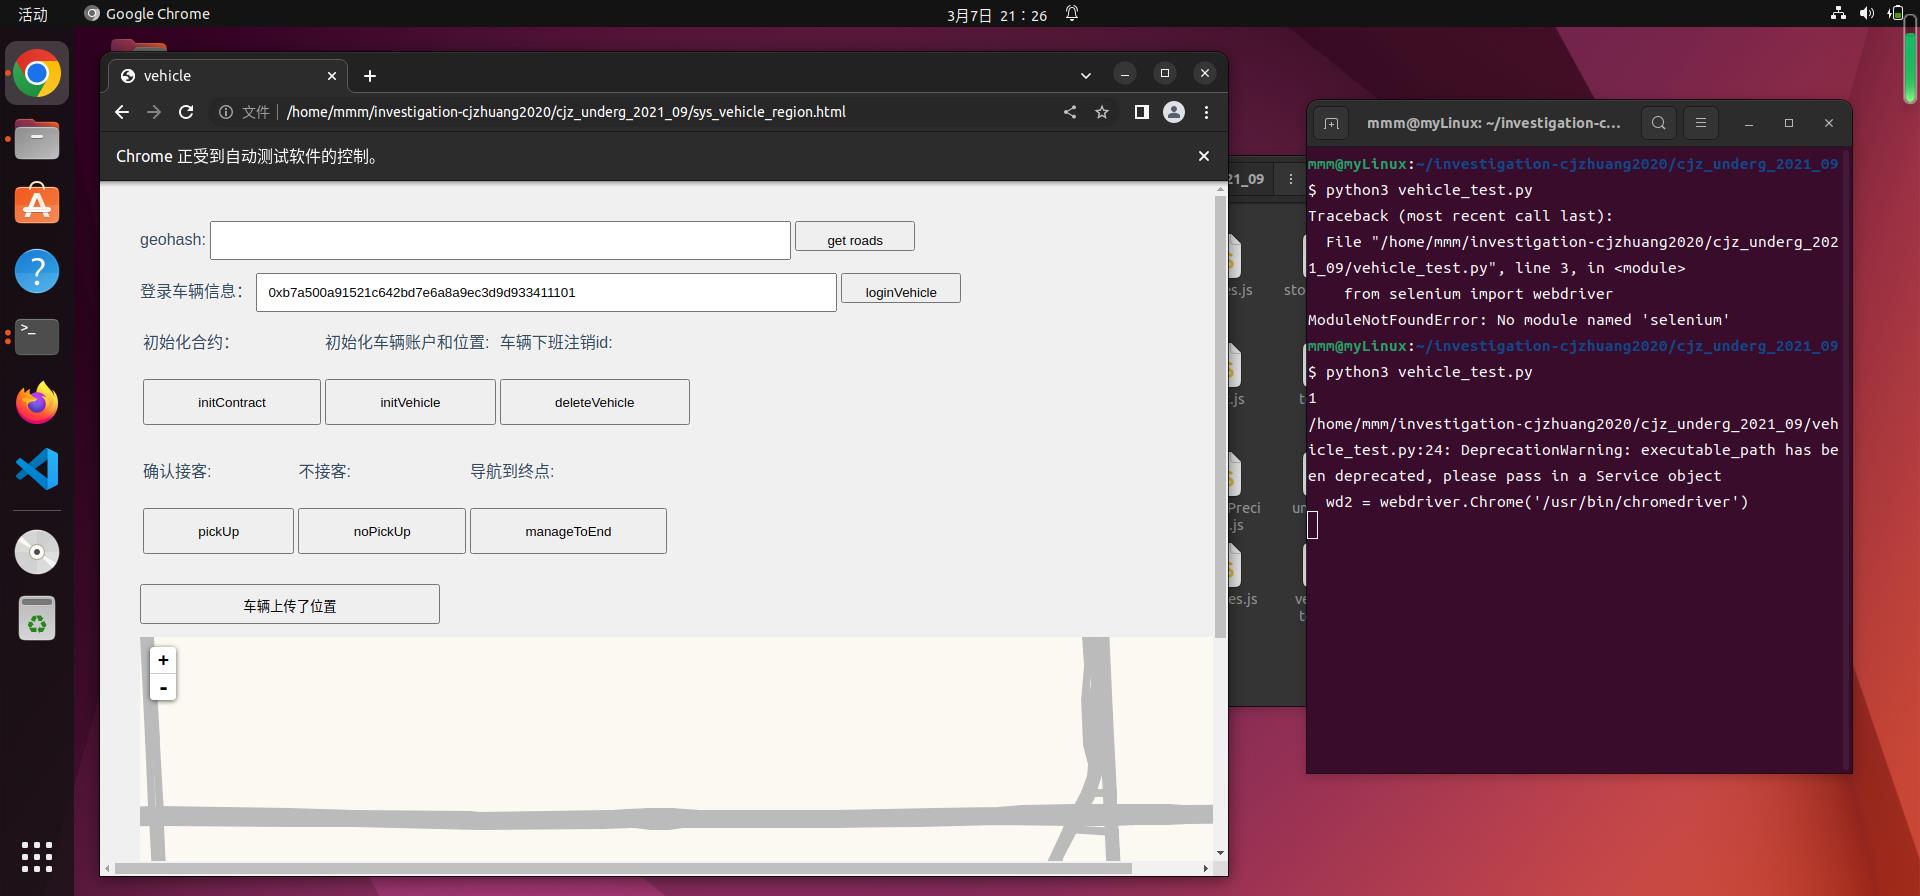 活动
Google Chrome
3月7日 21：26
vehicle
文件
/home/mmm/investigation-cjzhuang2020/cjz_underg_2021_09/sys_vehicle_region.html
Chrome 正受到自动测试软件的控制。
geohash:
get roads
登录车辆信息：
0xb7a500a91521c642bd7e6a8a9ec3d9d933411101
loginVehicle
初始化合约：
初始化车辆账户和位置:
车辆下班注销id:
initContract
initVehicle
deleteVehicle
确认接客:
不接客:
导航到终点:
pickUp
noPickUp
manageToEnd
车辆上传了位置
+
-
21_09
es.js
sto
.js
Preci
.js
es.js
mmm@myLinux: ~/investigation-c...
mmm@myLinux:~/investigation-cjzhuang2020/cjz_underg_2021_09
$ python3 vehicle_test.py
Traceback (most recent call last):
File "/home/mmm/investigation-cjzhuang2020/cjz_underg_202
1_09/vehicle_test.py", line 3, in <module>
from selenium import webdriver
ModuleNotFoundError: No module named 'selenium'
mmm@myLinux:~/investigation-cjzhuang2020/cjz_underg_2021_09
$ python3 vehicle_test.py
1
/home/mmm/investigation-cjzhuang2020/cjz_underg_2021_09/veh
icle_test.py:24: DeprecationWarning: executable_path has be
en deprecated, please pass in a Service object
wd2 = webdriver.Chrome('/usr/bin/chromedriver')